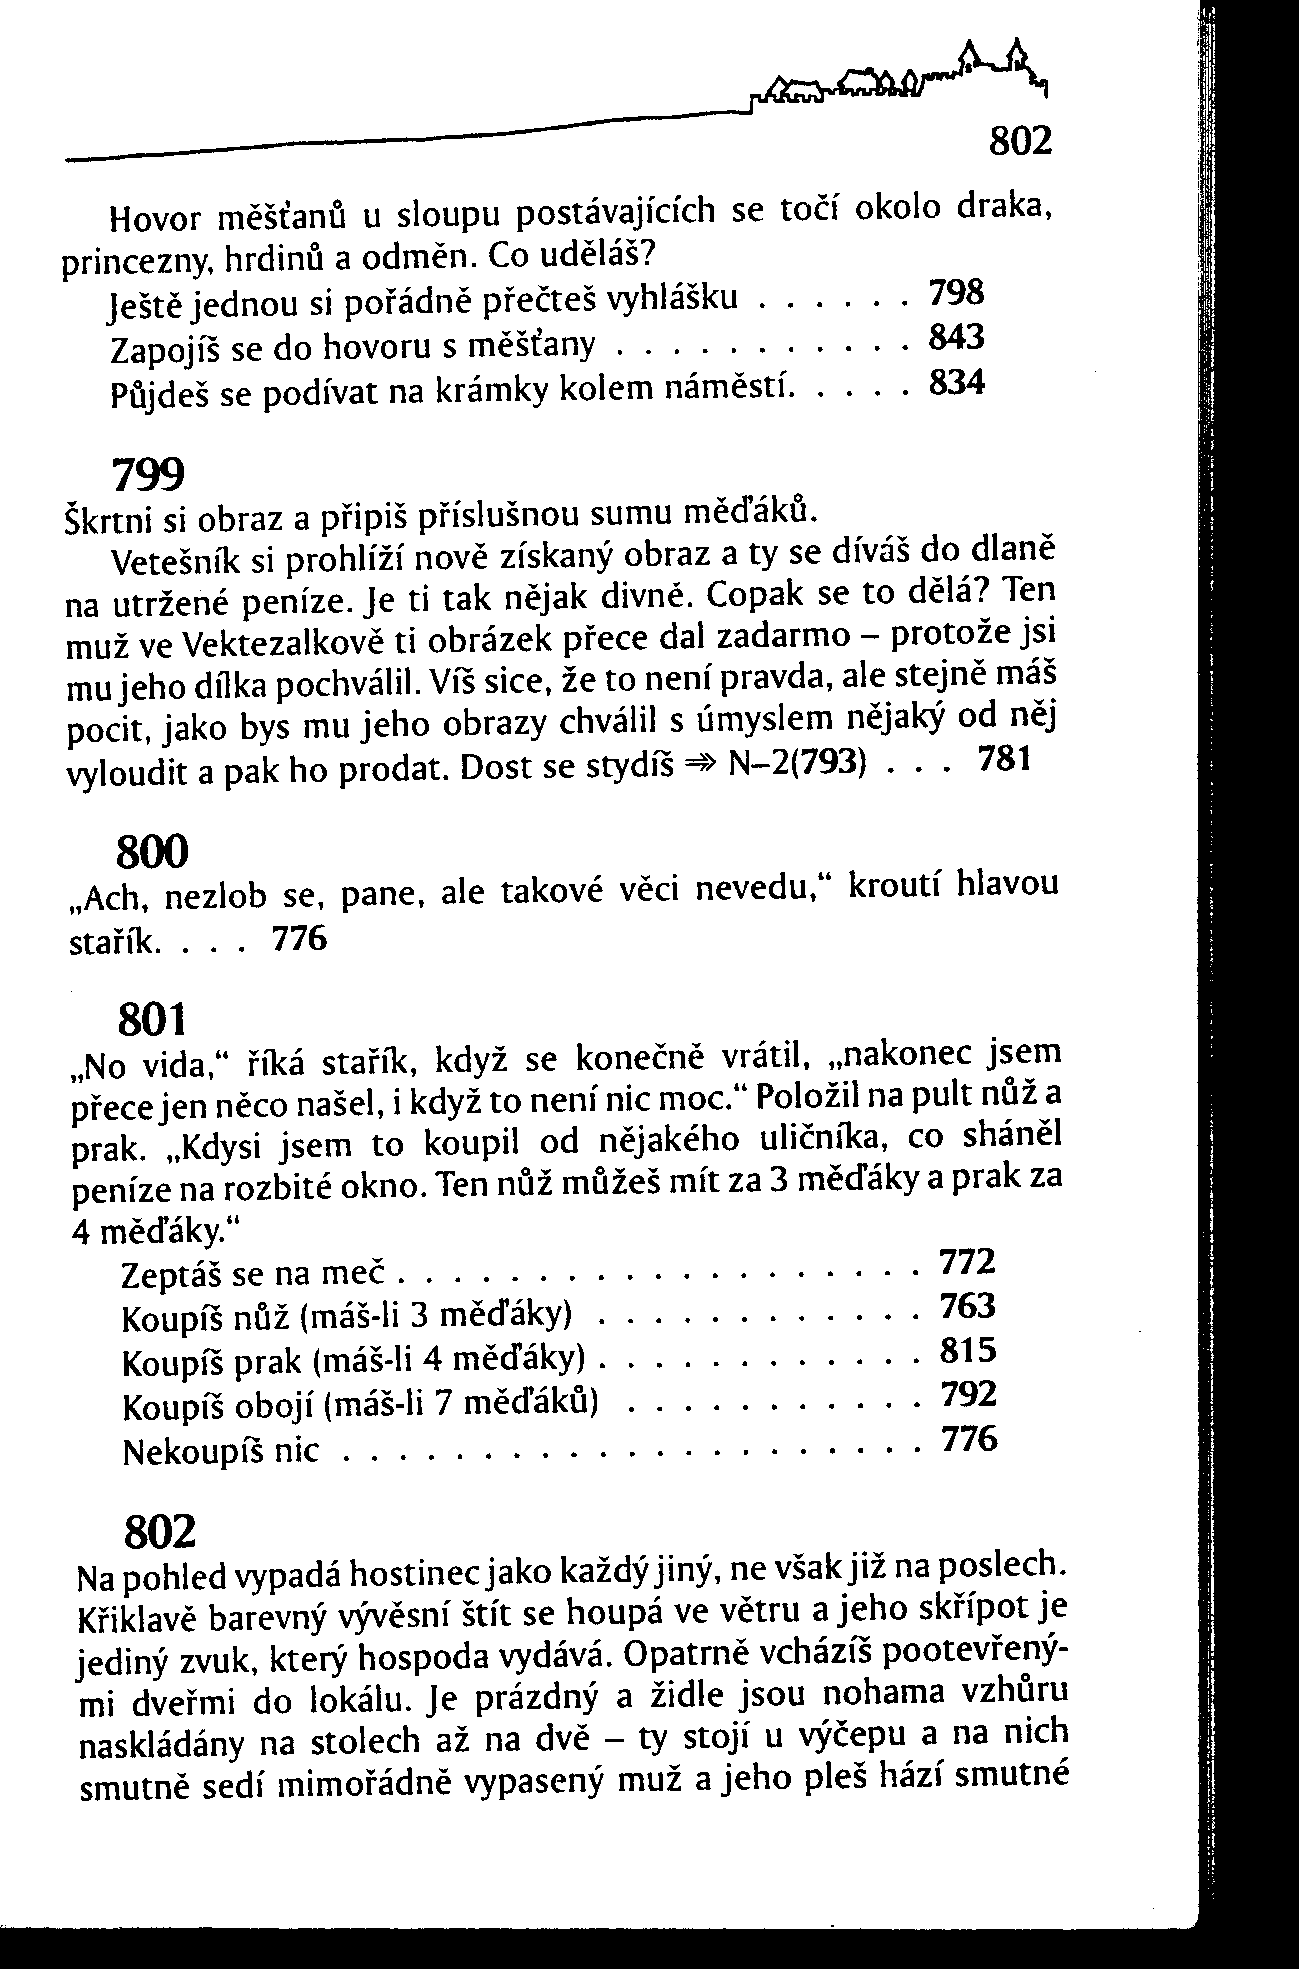 802
Hovor měšťanů u sloupu postávajících se točí okolo draka,
princezny, hrdinů a odměn. Co uděláš?
Ještě jednou si pořádně přečteš vyhlášku . . . . . . 798
Zapojíš se do hovoru s měšťany . . . . . . . . . . . 843
Půjdeš se podívat na krámky kolem náměstí. . . . . 834
799
Škrtni si obraz a připiš příslušnou sumu měďáků.
Vetešník si prohlíží nově získaný obraz a ty se díváš do dlaně
na utržené peníze. Je ti tak nějak divně. Copak se to dělá? Ten
muž ve Vektezalkově ti obrázek přece dal zadarmo – protože jsi
mu jeho dílka pochválil. Víš sice, že to není pravda, ale stejně máš
pocit, jako bys mu jeho obrazy chválil s úmyslem nějaký od něj
vyloudit a pak ho prodat. Dost se stydíš ⇒ N–2(793) . . . 781
800
„Ach, nezlob se, pane, ale takové věci nevedu,“ kroutí hlavou
stařík. . . . 776
801
„No vida,“ říká stařík, když se konečně vrátil, „nakonec jsem
přece jen něco našel, i když to není nic moc.“ Položil na pult nůž a
prak. „Kdysi jsem to koupil od nějakého uličníka, co sháněl
peníze na rozbité okno. Ten nůž můžeš mít za 3 měďáky a prak za
4 měďáky.“
Zeptáš se na meč . . . . . . . . . . . . . . . . . . . 772
Koupíš nůž (máš-li 3 měďáky) . . . . . . . . . . . . 763
Koupíš prak (máš-li 4 měďáky) . . . . . . . . . . . . 815
Koupíš obojí (máš-li 7 měďáků) . . . . . . . . . . . 792
Nekoupíš nic . . . . . . . . . . . . . . . . . . . . . 776
802
Na pohled vypadá hostinec jako každý jiný, ne však již na poslech.
Křiklavě barevný vývěsní štít se houpá ve větru a jeho skřípot je
jediný zvuk, který hospoda vydává. Opatrně vcházíš pootevřený-
mi dveřmi do lokálu. Je prázdný a židle jsou nohama vzhůru
naskládány na stolech až na dvě – ty stojí u výčepu a na nich
smutně sedí mimořádně vypasený muž a jeho pleš hází smutné